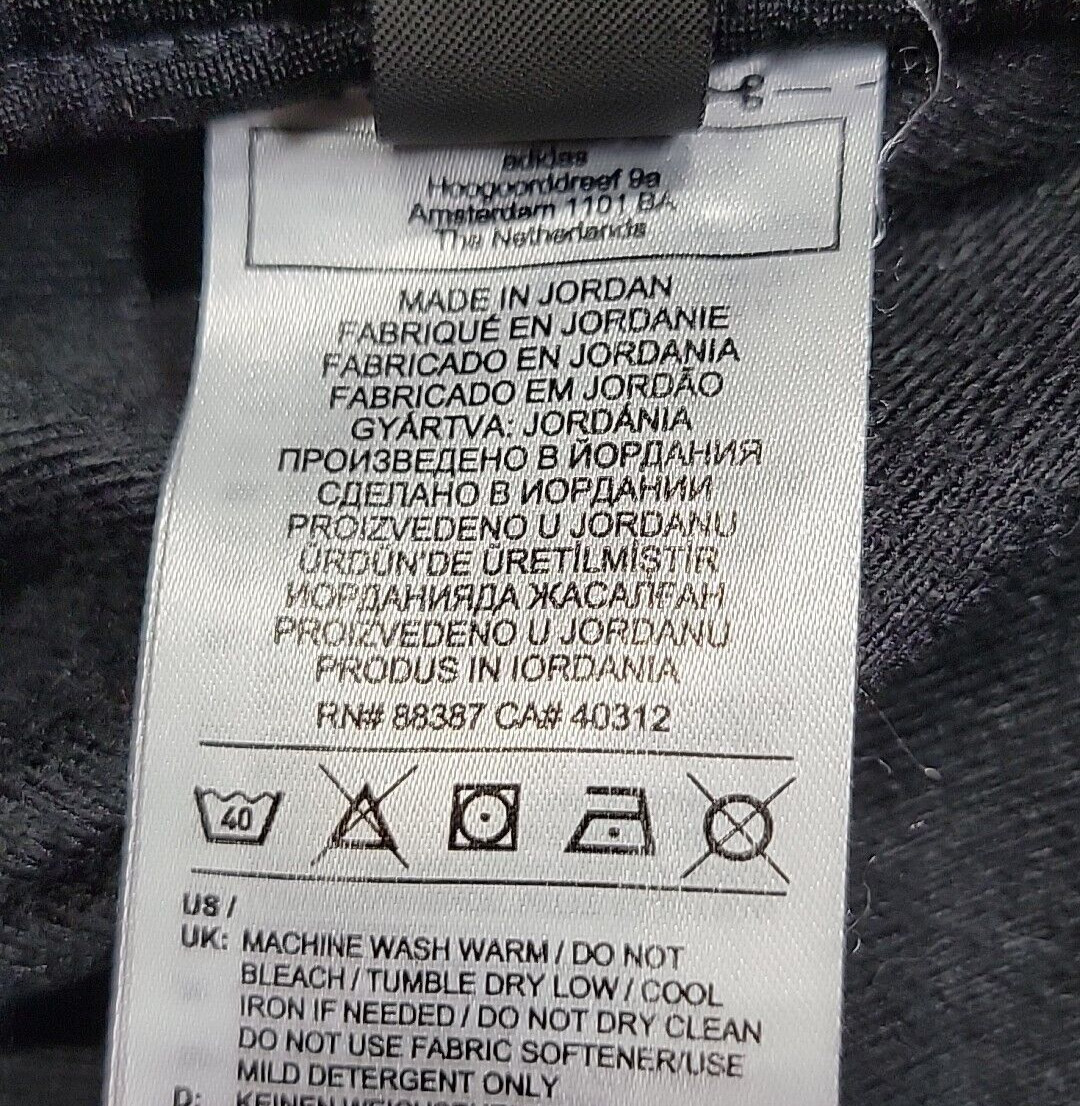 adidas
Hoogoorddreef 9a
Amsterdam 1101 BA
The Netherlands
MADE IN JORDAN
FABRIQUÉ EN JORDANIE
FABRICADO EN JORDANIA
FABRICADO EM JORDÃO
GYÁRTVA: JORDÁNIA
ПРОИЗВЕДЕНО В ЙОРДАНИЯ
СДЕЛАНО В ИОРДАНИИ
PROIZVEDENO U JORDANU
ÜRDÜN'DE ÜRETİLMİSTİR
ИОРДАНИЯДА ЖАСАЛҒАН
PROIZVEDENO U JORDANU
PRODUS IN IORDANIA
RN# 88387 CA# 40312
40
US /
UK: MACHINE WASH WARM / DO NOT
BLEACH / TUMBLE DRY LOW / COOL
IRON IF NEEDED / DO NOT DRY CLEAN
DO NOT USE FABRIC SOFTENER/USE
MILD DETERGENT ONLY
D: KEINEN